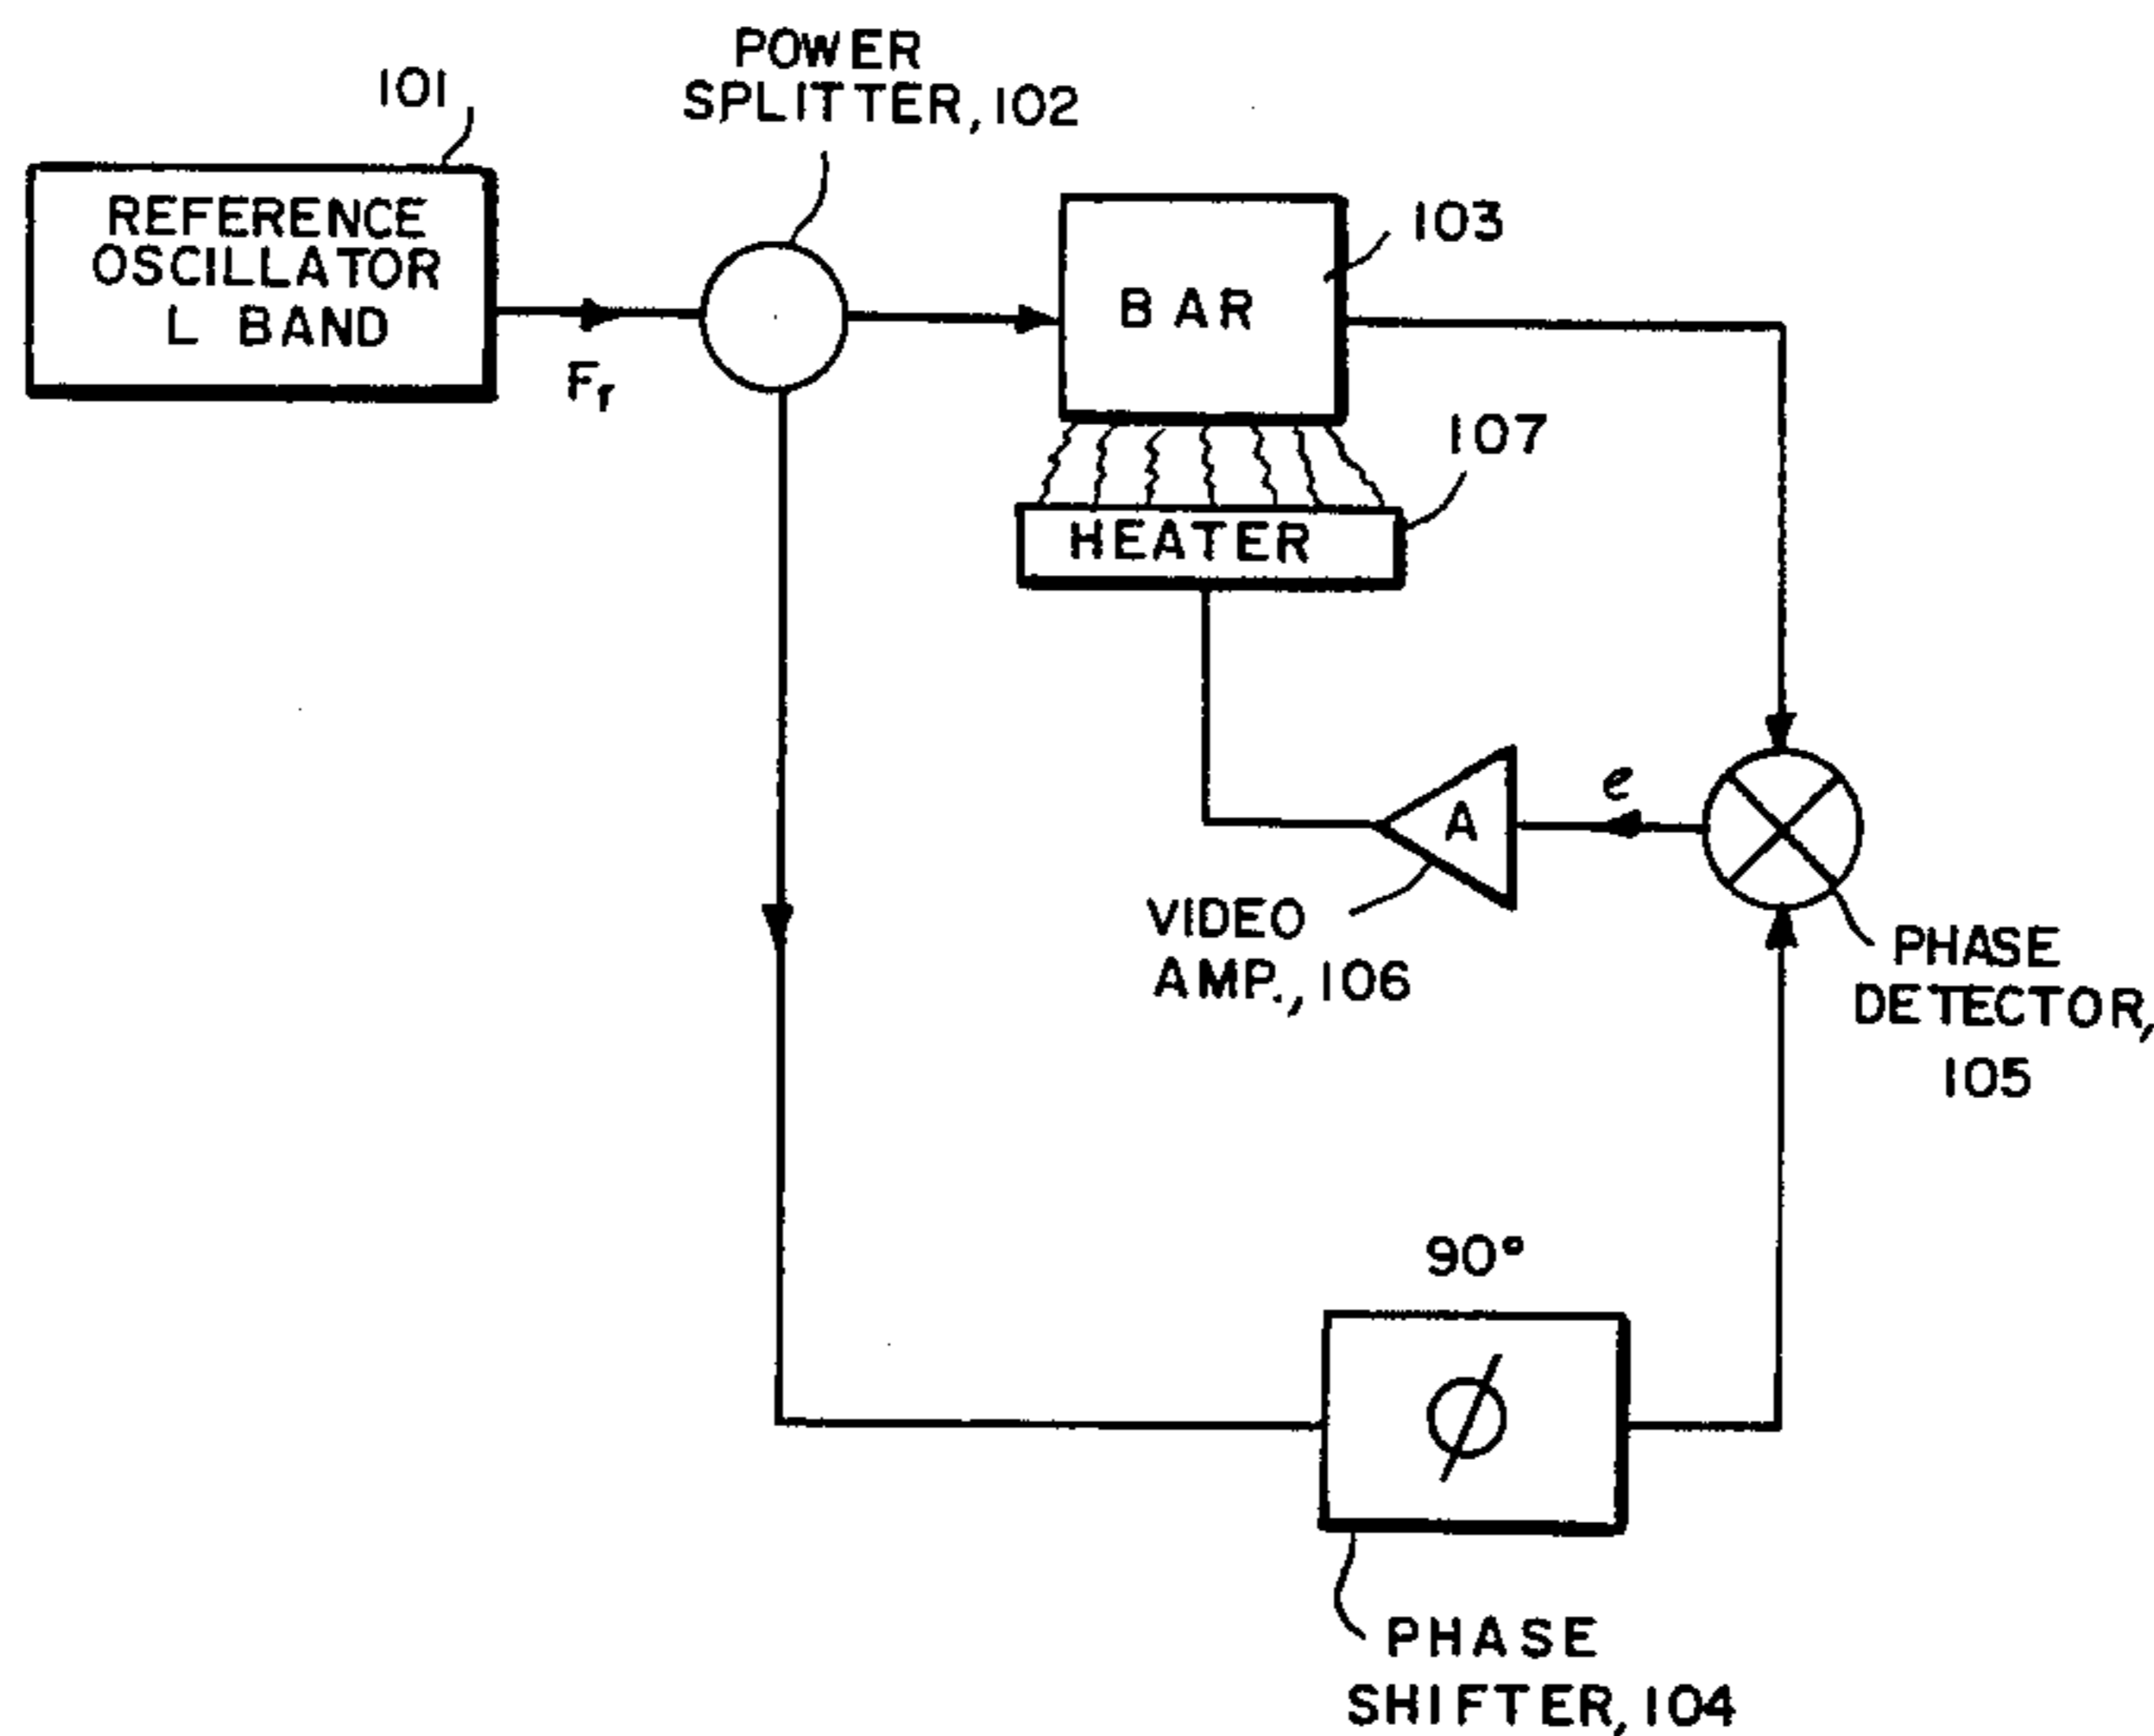 101
REFERENCE
OSCILLATOR
L BAND
Fr
POWER
SPLITTER, 102
BAR
103
107
HEATER
A
e
VIDEO
AMP., 106
PHASE
DETECTOR,
105
90°
Ø
PHASE
SHIFTER, 104